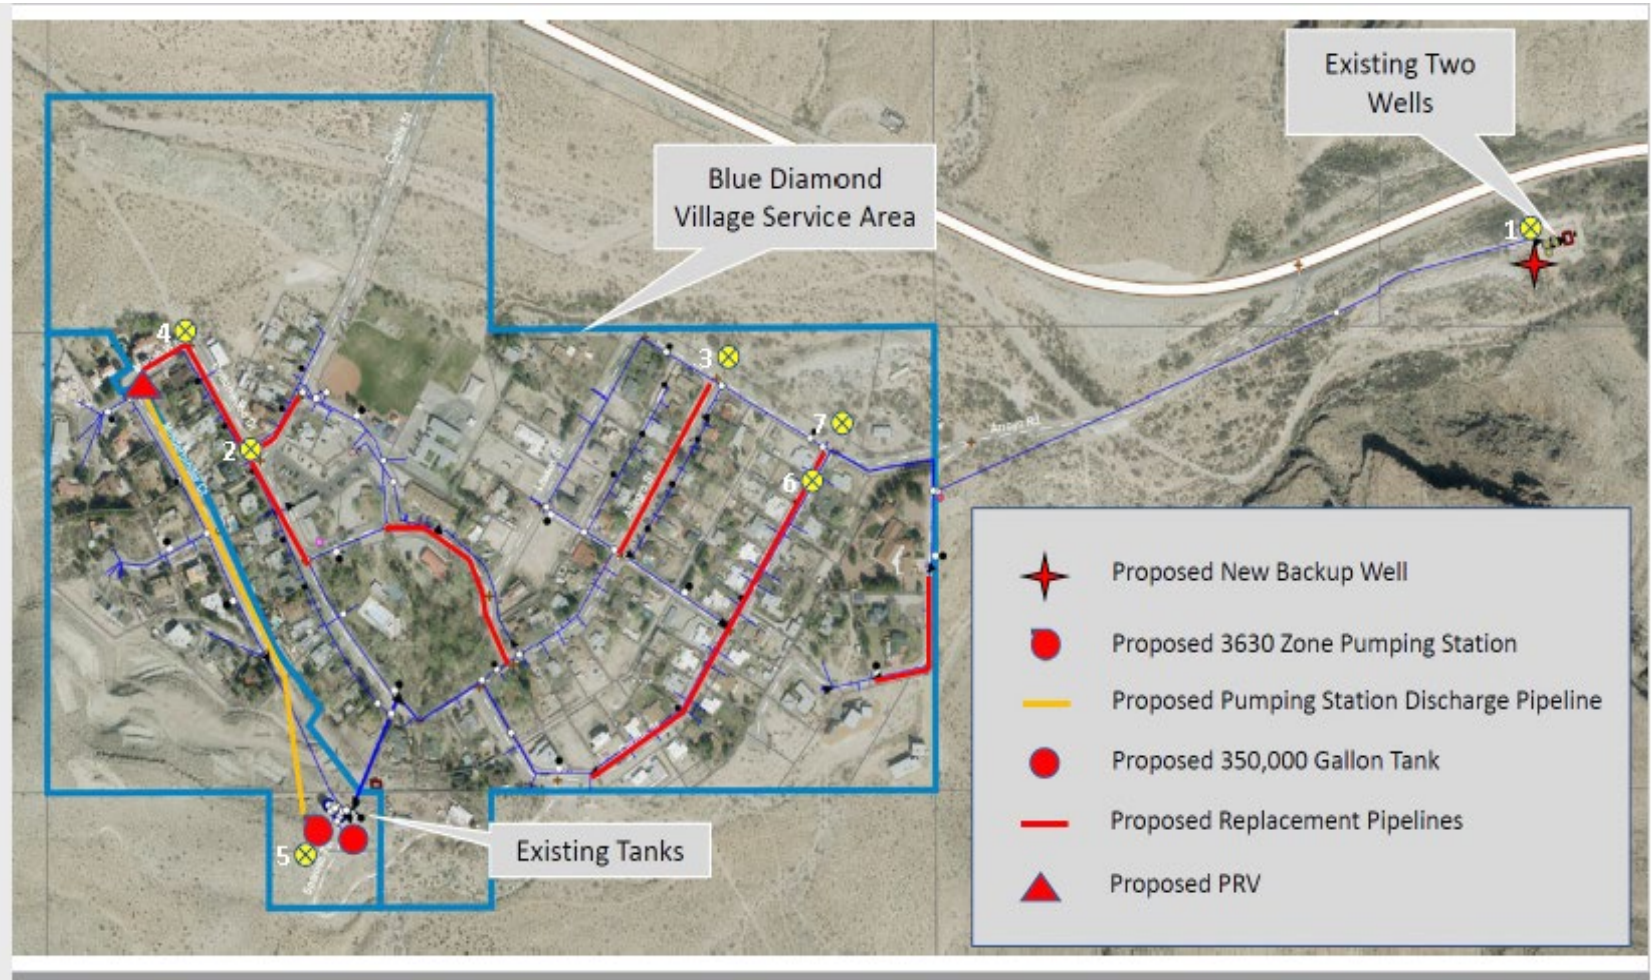 Existing Two
Wells
Blue Diamond
Village Service Area
1
4
3
7
2
6
Arroyo Rd
Proposed New Backup Well
Proposed 3630 Zone Pumping Station
Proposed Pumping Station Discharge Pipeline
Proposed 350,000 Gallon Tank
Proposed Replacement Pipelines
Proposed PRV
Existing Tanks
5